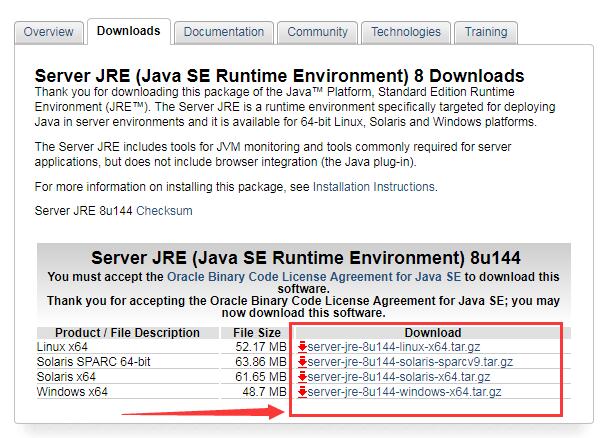 Overview Downloads Documentation Community Technologies Training
Server JRE (Java SE Runtime Environment) 8 Downloads
Thank you for downloading this package of the Java™ Platform, Standard Edition Runtime
Environment (JRE™). The Server JRE is a runtime environment specifically targeted for deploying
Java in server environments and it is available for 64-bit Linux, Solaris and Windows platforms.
The Server JRE includes tools for JVM monitoring and tools commonly required for server
applications, but does not include browser integration (the Java plug-in).
For more information on installing this package, see Installation Instructions.
Server JRE 8u144 Checksum
Server JRE (Java SE Runtime Environment) 8u144
You must accept the Oracle Binary Code License Agreement for Java SE to download this
software.
Thank you for accepting the Oracle Binary Code License Agreement for Java SE; you may
now download this software.
Product / File Description File Size Download
Linux x64 52.17 MB server-jre-8u144-linux-x64.tar.gz
Solaris SPARC 64-bit 63.86 MB server-jre-8u144-solaris-sparcv9.tar.gz
Solaris x64 61.65 MB server-jre-8u144-solaris-x64.tar.gz
Windows x64 48.7 MB server-jre-8u144-windows-x64.tar.gz